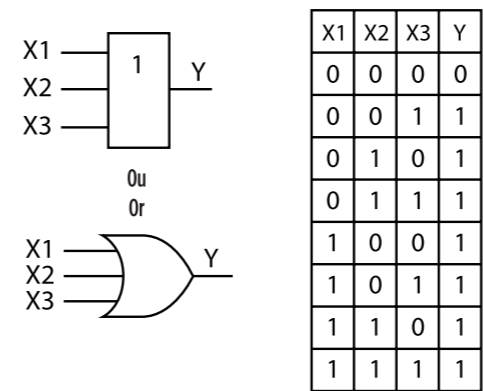 X1
X2
X3
1
Y
Ou
Or
X1
X2
X3
Y
X1 X2 X3 Y
0 0 0 0
0 0 1 1
0 1 0 1
0 1 1 1
1 0 0 1
1 0 1 1
1 1 0 1
1 1 1 1